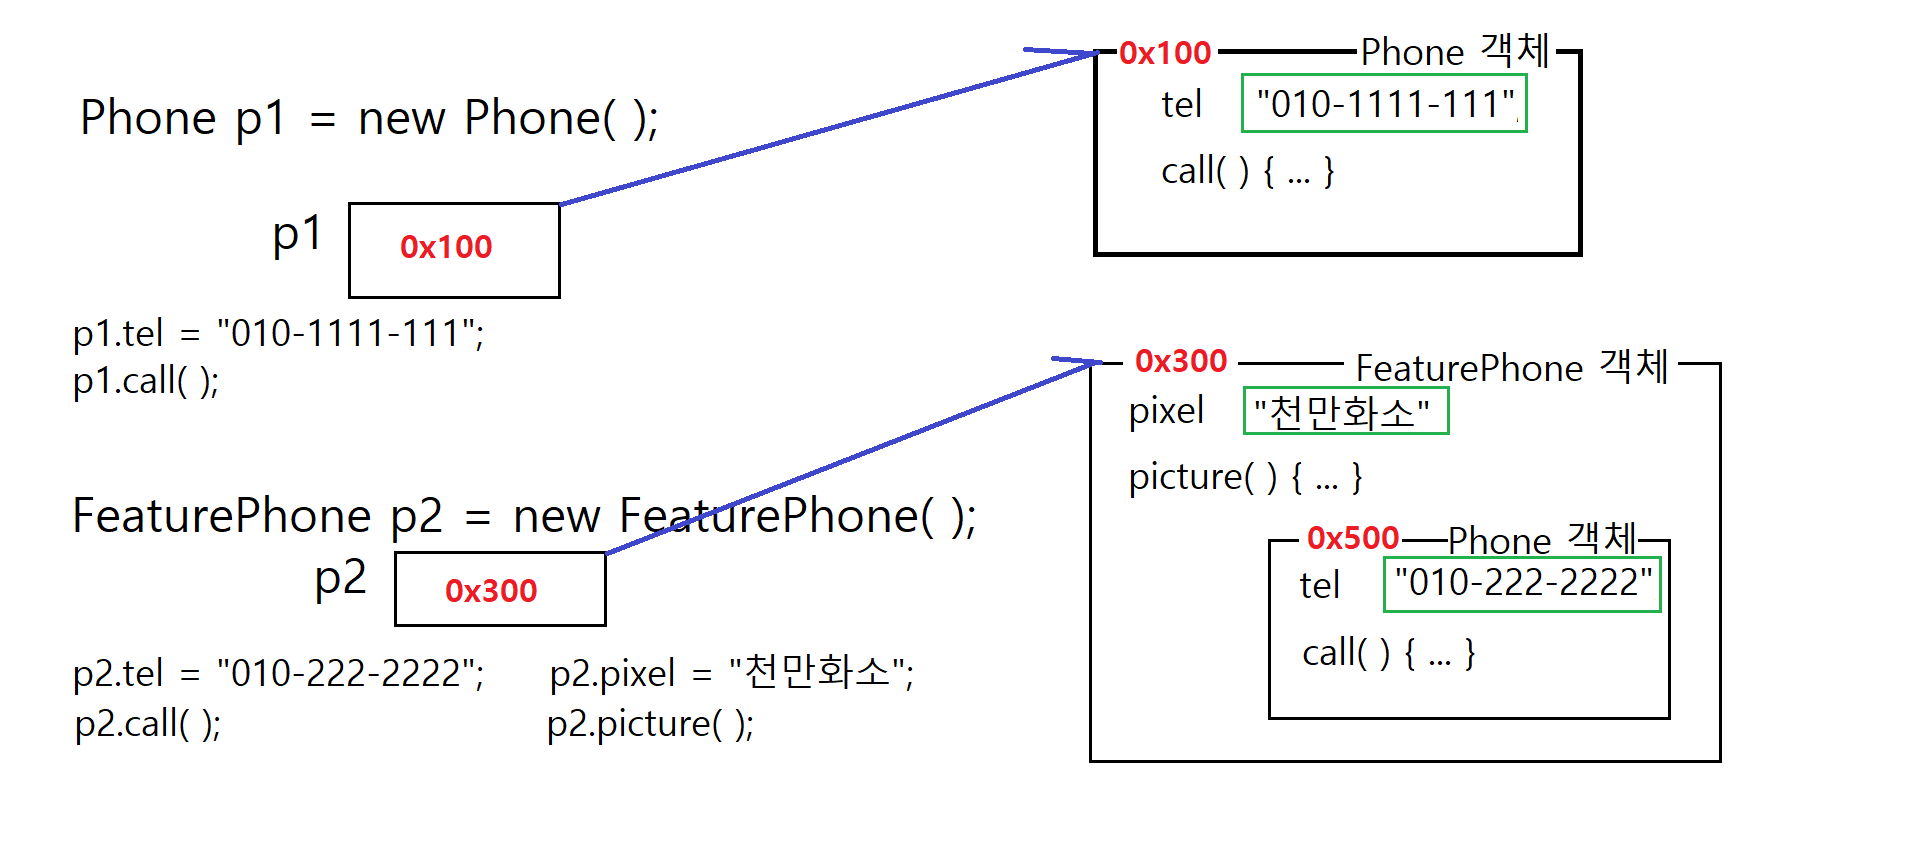 Phone p1 = new Phone( );
p1
0x100
p1.tel = "010-1111-111";
p1.call( );
0x100 Phone 객체
tel "010-1111-111"
call( ) { ... }
FeaturePhone p2 = new FeaturePhone( );
p2
0x300
p2.tel = "010-222-2222"; p2.pixel = "천만화소";
p2.call( ); p2.picture( );
0x300 FeaturePhone 객체
pixel "천만화소"
picture( ) { ... }
0x500 Phone 객체
tel "010-222-2222"
call( ) { ... }